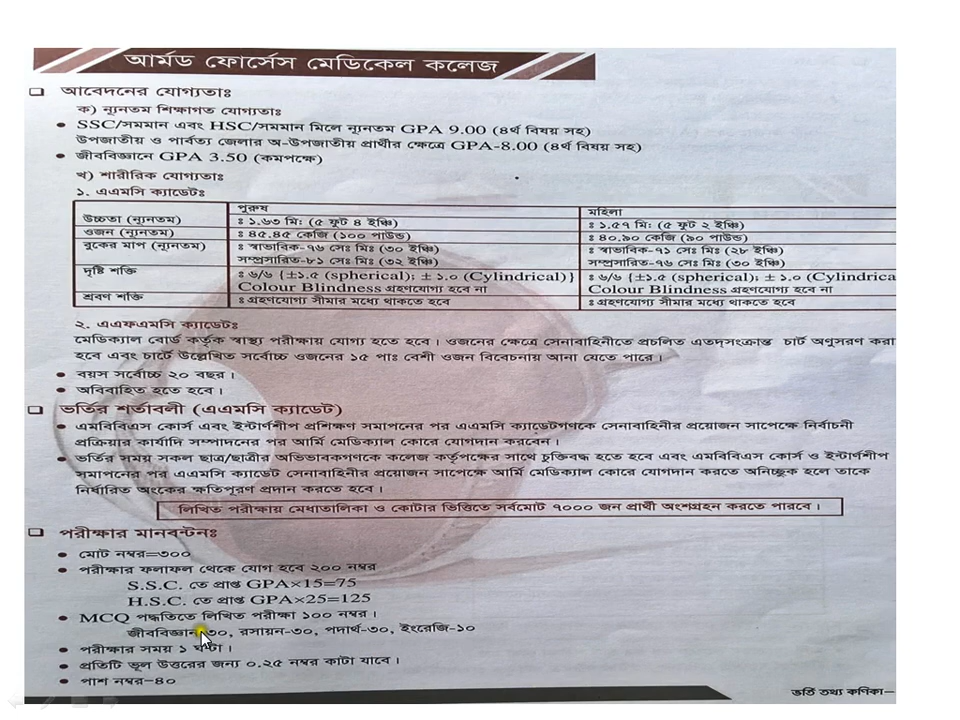 আর্মড ফোর্সেস মেডিকেল কলেজ
❑ আবেদনের যোগ্যতাঃ
ক) ন্যূনতম শিক্ষাগত যোগ্যতাঃ
• SSC/সমমান এবং HSC/সমমান মিলে ন্যূনতম GPA 9.00 (৪র্থ বিষয় সহ)
উপজাতীয় ও পার্বত্য জেলার অ-উপজাতীয় প্রার্থীর ক্ষেত্রে GPA-8.00 (৪র্থ বিষয় সহ)
• জীববিজ্ঞানে GPA 3.50 (কমপক্ষে)
খ) শারীরিক যোগ্যতাঃ
১. এএমসি ক্যাডেটঃ
পুরুষ মহিলা
উচ্চতা (ন্যূনতম) ঃ ১.৬৩ মি: (৫ ফুট ৪ ইঞ্চি) ঃ ১.৫৭ মি: (৫ ফুট ২ ইঞ্চি)
ওজন (ন্যূনতম) ঃ ৪৫.৪৫ কেজি (১০০ পাউন্ড) ঃ ৪০.৯০ কেজি (৯০ পাউন্ড)
বুকের মাপ (ন্যূনতম) ঃ স্বাভাবিক-৭৬ সেঃ মিঃ (৩০ ইঞ্চি) ঃ স্বাভাবিক-৭১ সেঃ মিঃ (২৮ ইঞ্চি)
সম্প্রসারিত-৮১ সেঃ মিঃ (৩২ ইঞ্চি) সম্প্রসারিত-৭৬ সেঃ মিঃ (৩০ ইঞ্চি)
দৃষ্টি শক্তি ঃ ৬/৬ {±১.৫ (spherical); ± ১.০ (Cylindrical)} ঃ ৬/৬ {±১.৫ (spherical); ± ১.০ (Cylindrica
Colour Blindness গ্রহণযোগ্য হবে না Colour Blindness গ্রহণযোগ্য হবে না
শ্রবণ শক্তি ঃ গ্রহণযোগ্য সীমার মধ্যে থাকতে হবে ঃ গ্রহণযোগ্য সীমার মধ্যে থাকতে হবে
২. এএফএমসি ক্যাডেটঃ
মেডিক্যাল বোর্ড কর্তৃক স্বাস্থ্য পরীক্ষায় যোগ্য হতে হবে। ওজনের ক্ষেত্রে সেনাবাহিনীতে প্রচলিত এতদ্সংক্রান্ত চার্ট অণুসরণ করা
হবে এবং চার্টে উল্লেখিত সর্বোচ্চ ওজনের ১৫ পাঃ বেশী ওজন বিবেচনায় আনা যেতে পারে।
• বয়স সর্বোচ্চ ২০ বছর।
• অবিবাহিত হতে হবে।
❑ ভর্তির শর্তাবলী (এএমসি ক্যাডেট)
• এমবিবিএস কোর্স এবং ইন্টার্ণশীপ প্রশিক্ষণ সমাপনের পর এএমসি ক্যাডেটগণকে সেনাবাহিনীর প্রয়োজন সাপেক্ষে নির্বাচনী
প্রক্রিয়ার কার্যাদি সম্পাদনের পর আর্মি মেডিক্যাল কোরে যোগদান করবেন।
• ভর্তির সময় সকল ছাত্র/ছাত্রীর অভিভাবকগণকে কলেজ কর্তৃপক্ষের সাথে চুক্তিবদ্ধ হতে হবে এবং এমবিবিএস কোর্স ও ইন্টার্ণশীপ
সমাপনের পর এএমসি ক্যাডেট সেনাবাহিনীর প্রয়োজন সাপেক্ষে আর্মি মেডিক্যাল কোরে যোগদান করতে অনিচ্ছুক হলে তাকে
নির্ধারিত অংকের ক্ষতিপূরণ প্রদান করতে হবে।
লিখিত পরীক্ষায় মেধাতালিকা ও কোটার ভিত্তিতে সর্বমোট ৭০০০ জন প্রার্থী অংশগ্রহন করতে পারবে।
❑ পরীক্ষার মানবন্টনঃ
• মোট নম্বর=৩০০
• পরীক্ষার ফলাফল থেকে যোগ হবে ২০০ নম্বর
S.S.C. তে প্রাপ্ত GPA×15=75
H.S.C. তে প্রাপ্ত GPA×25=125
• MCQ পদ্ধতিতে লিখিত পরীক্ষা ১০০ নম্বর।
জীববিজ্ঞান-৩০, রসায়ন-৩০, পদার্থ-৩০, ইংরেজি-১০
• পরীক্ষার সময় ১ ঘন্টা।
• প্রতিটি ভূল উত্তরের জন্য ০.২৫ নম্বর কাটা যাবে।
• পাশ নম্বর-৪০
ভর্তি তথ্য কণিকা—